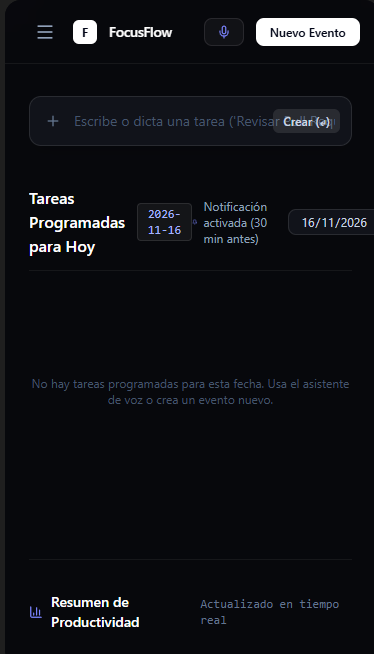 F
FocusFlow
Nuevo Evento
Escribe o dicta una tarea ('Revisar
Crear (↵)
Tareas
Programadas
para Hoy
2026-
11-16
Notificación
activada (30
min antes)
16/11/2026
No hay tareas programadas para esta fecha. Usa el asistente
de voz o crea un evento nuevo.
Resumen de
Productividad
Actualizado en tiempo
real